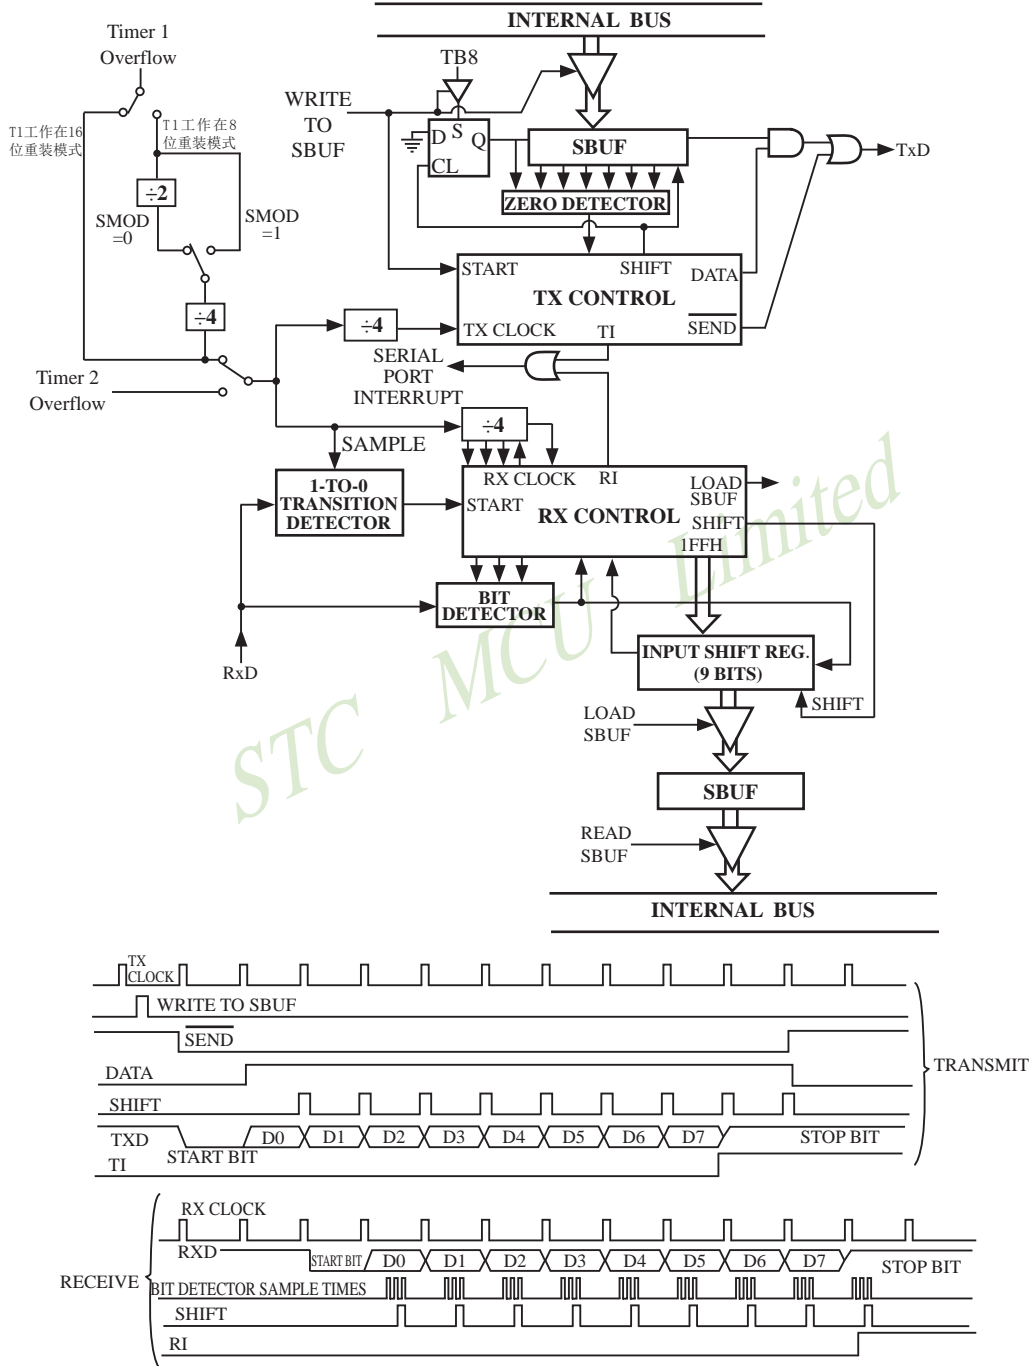 INTERNAL BUS
Timer 1
Overflow
TB8
WRITE
TO
SBUF
T1工作在16
位重装模式
T1工作在8
位重装模式
D
S
Q
CL
SBUF
TxD
÷2
ZERO DETECTOR
SMOD
=0
SMOD
=1
START
SHIFT
DATA
TX CONTROL
÷4
÷4
TX CLOCK
TI
SEND
SERIAL
PORT
INTERRUPT
Timer 2
Overflow
÷4
SAMPLE
1-TO-0
TRANSITION
DETECTOR
RX CLOCK
RI
LOAD
SBUF
START
RX CONTROL
SHIFT
1FFH
BIT
DETECTOR
RxD
INPUT SHIFT REG.
(9 BITS)
SHIFT
LOAD
SBUF
SBUF
READ
SBUF
INTERNAL BUS
STC MCU Limited
TX
CLOCK
WRITE TO SBUF
SEND
DATA
TRANSMIT
SHIFT
TXD
D0 D1 D2 D3 D4 D5 D6 D7
STOP BIT
START BIT
TI
RX CLOCK
RXD
START BIT
D0 D1 D2 D3 D4 D5 D6 D7
STOP BIT
RECEIVE
BIT DETECTOR SAMPLE TIMES
SHIFT
RI